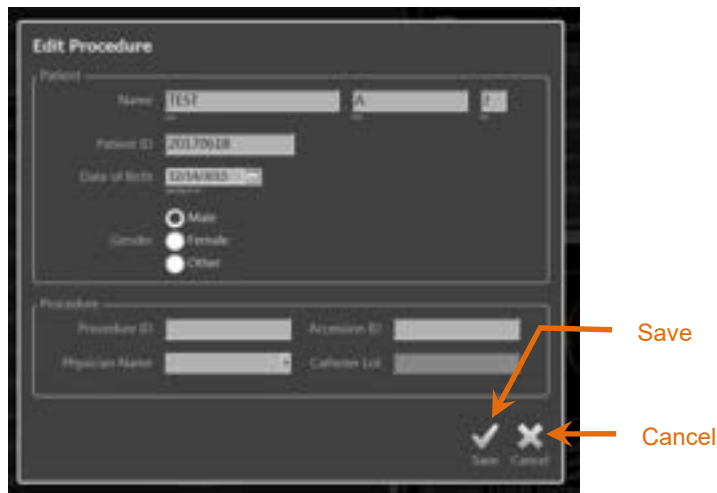 Edit Procedure
Patient
Name TEST A
Patient ID 20170618
Date of Birth
Male
Gender Female
Other
Procedure
Procedure ID Accession ID
Physician Name Catheter Lot
Save
Cancel
Save Cancel